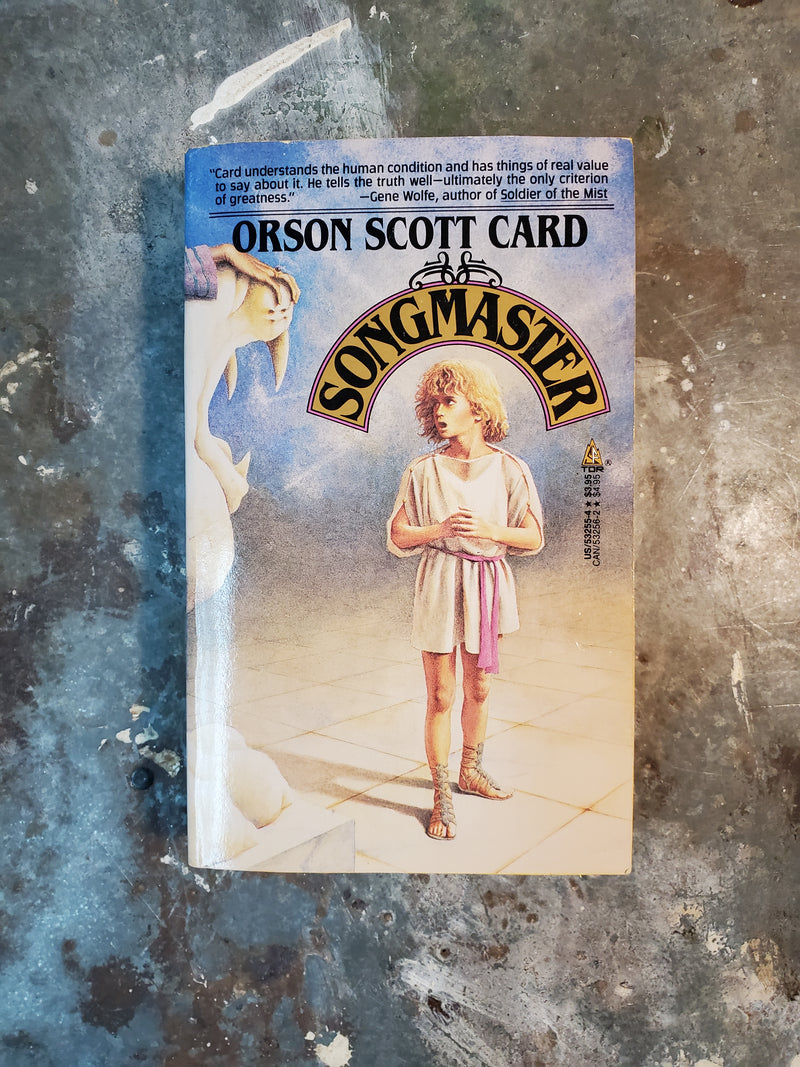 "Card understands the human condition and has things of real value
to say about it. He tells the truth well—ultimately the only criterion
of greatness." —Gene Wolfe, author of Soldier of the Mist
ORSON SCOTT CARD
SONGMASTER
TOR®
US/53255-4 ★ $3.95
CAN/53256-2 ★ $4.95